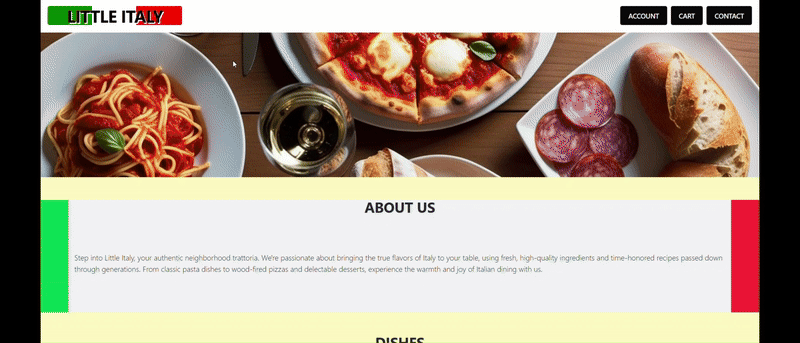 LITTLE ITALY
ACCOUNT
CART
CONTACT
ABOUT US
Step into Little Italy, your authentic neighborhood trattoria. We're passionate about bringing the true flavors of Italy to your table, using fresh, high-quality ingredients and time-honored recipes passed down
through generations. From classic pasta dishes to wood-fired pizzas and delectable desserts, experience the warmth and joy of Italian dining with us.
DISHES